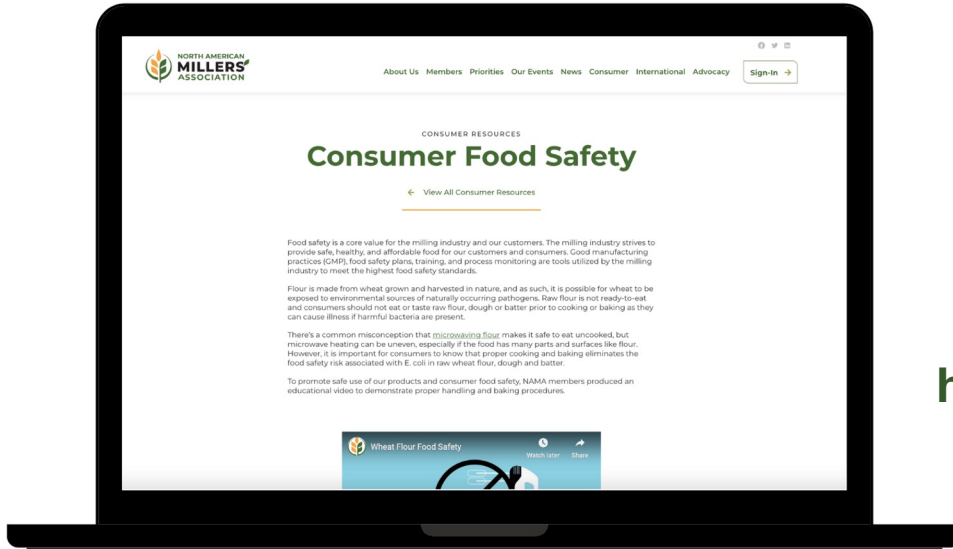 NORTH AMERICAN
MILLERS'
ASSOCIATION
About Us Members Priorities Our Events News Consumer International Advocacy
Sign-In →
CONSUMER RESOURCES
Consumer Food Safety
← View All Consumer Resources
Food safety is a core value for the milling industry and our customers. The milling industry strives to
provide safe, healthy, and affordable food for our customers and consumers. Good manufacturing
practices (GMP), food safety plans, training, and process monitoring are tools utilized by the milling
industry to meet the highest food safety standards.
Flour is made from wheat grown and harvested in nature, and as such, it is possible for wheat to be
exposed to environmental sources of naturally occurring pathogens. Raw flour is not ready-to-eat
and consumers should not eat or taste raw flour, dough or batter prior to cooking or baking as they
can cause illness if harmful bacteria are present.
There's a common misconception that microwaving flour makes it safe to eat uncooked, but
microwave heating can be uneven, especially if the food has many parts and surfaces like flour.
However, it is important for consumers to know that proper cooking and baking eliminates the
food safety risk associated with E. coli in raw wheat flour, dough and batter.
To promote safe use of our products and consumer food safety, NAMA members produced an
educational video to demonstrate proper handling and baking procedures.
Wheat Flour Food Safety
Watch later Share
h